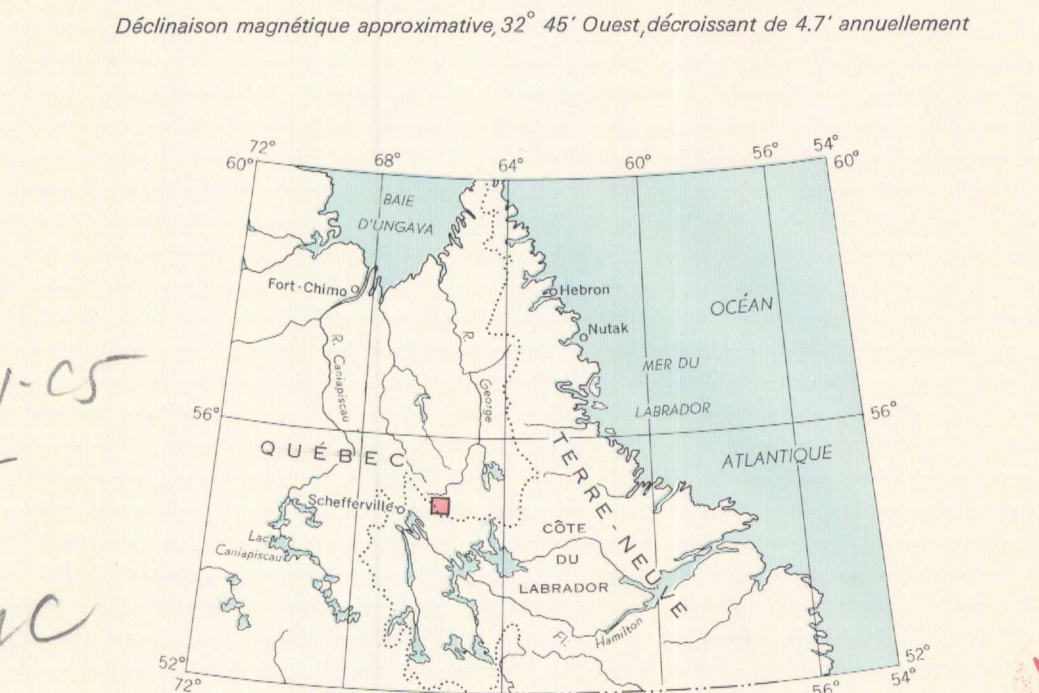 Déclinaison magnétique approximative, 32° 45' Ouest, décroissant de 4.7' annuellement
72° 68° 64° 60° 56° 54°
60° 60°
BAIE
D'UNGAVA
Fort-Chimo
Hebron
OCÉAN
Nutak
R.
George
R. Caniapiscau
MER DU
LABRADOR
56° 56°
QUÉBEC
ATLANTIQUE
TERRE-NEUVE
Schefferville
CÔTE
DU
LABRADOR
Lac
Caniapiscau
Fl. Hamilton
52° 52°
72° 56° 54°